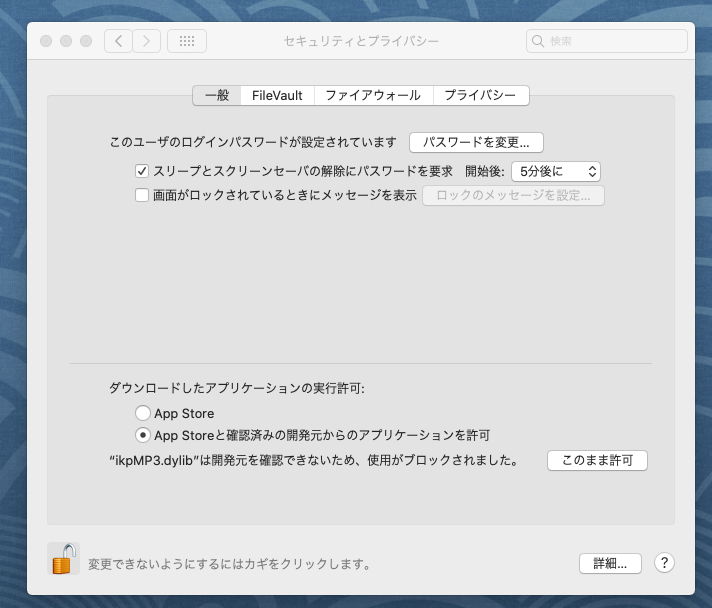 セキュリティとプライバシー
検索
一般 FileVault ファイアウォール プライバシー
このユーザのログインパスワードが設定されています パスワードを変更...
スリープとスクリーンセーバの解除にパスワードを要求 開始後: 5分後に
画面がロックされているときにメッセージを表示 ロックのメッセージを設定...
ダウンロードしたアプリケーションの実行許可:
App Store
App Storeと確認済みの開発元からのアプリケーションを許可
“ikpMP3.dylib”は開発元を確認できないため、使用がブロックされました。 このまま許可
変更できないようにするにはカギをクリックします。 詳細... ?